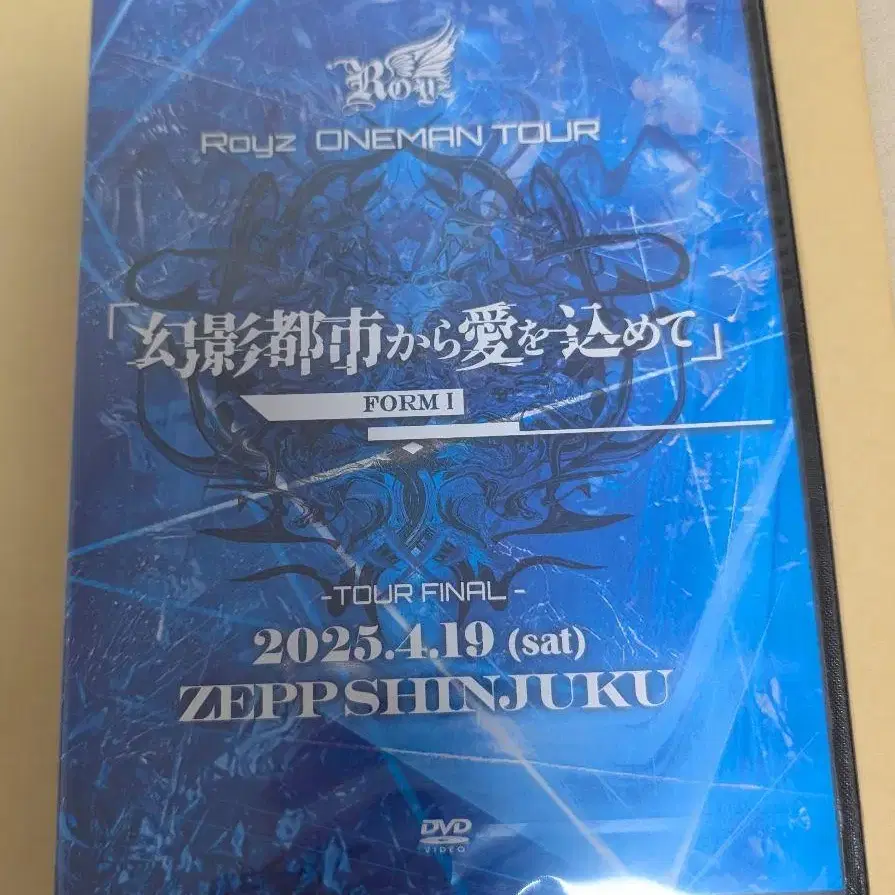 Royz
Royz ONEMAN TOUR
「幻影都市から愛を込めて」
FORM I
-TOUR FINAL-
2025.4.19 (sat)
ZEPP SHINJUKU
DVD
VIDEO